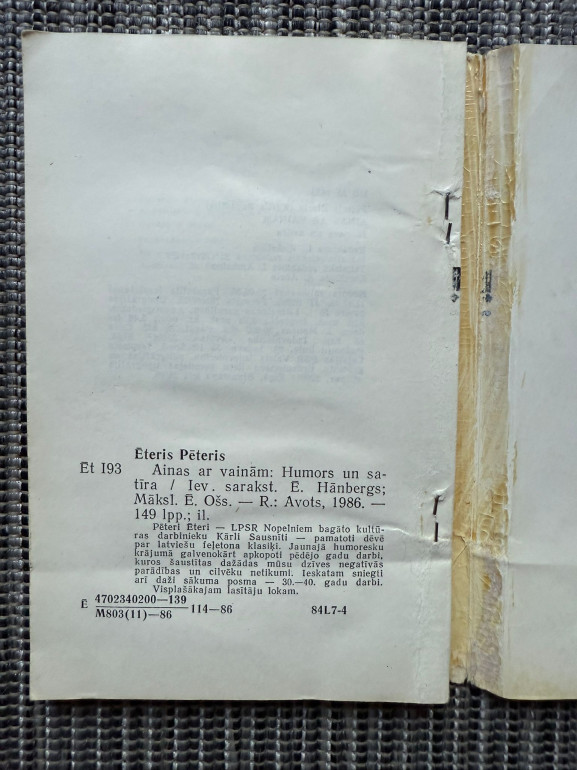 Ēteris Pēteris
Ēt 193 Ainas ar vainām: Humors un sa-
tīra / Iev. sarakst. Ē. Hānbergs;
Māksl. Ē. Ošs. — R.: Avots, 1986. —
149 lpp.; il.
Pēteri Ēteri — LPSR Nopelniem bagāto kultū-
ras darbinieku Kārli Sausnīti — pamatoti dēvē
par latviešu feļetona klasiķi. Jaunajā humoresku
krājumā galvenokārt apkopoti pēdējo gadu darbi,
kuros šaustītas dažādas mūsu dzīves negatīvās
parādības un cilvēku netikumi. Ieskatam sniegti
arī daži sākuma posma — 30.—40. gadu darbi.
Visplašākajam lasītāju lokam.
Ē 4702340200—139
M803(11)—86 114—86 84L7-4